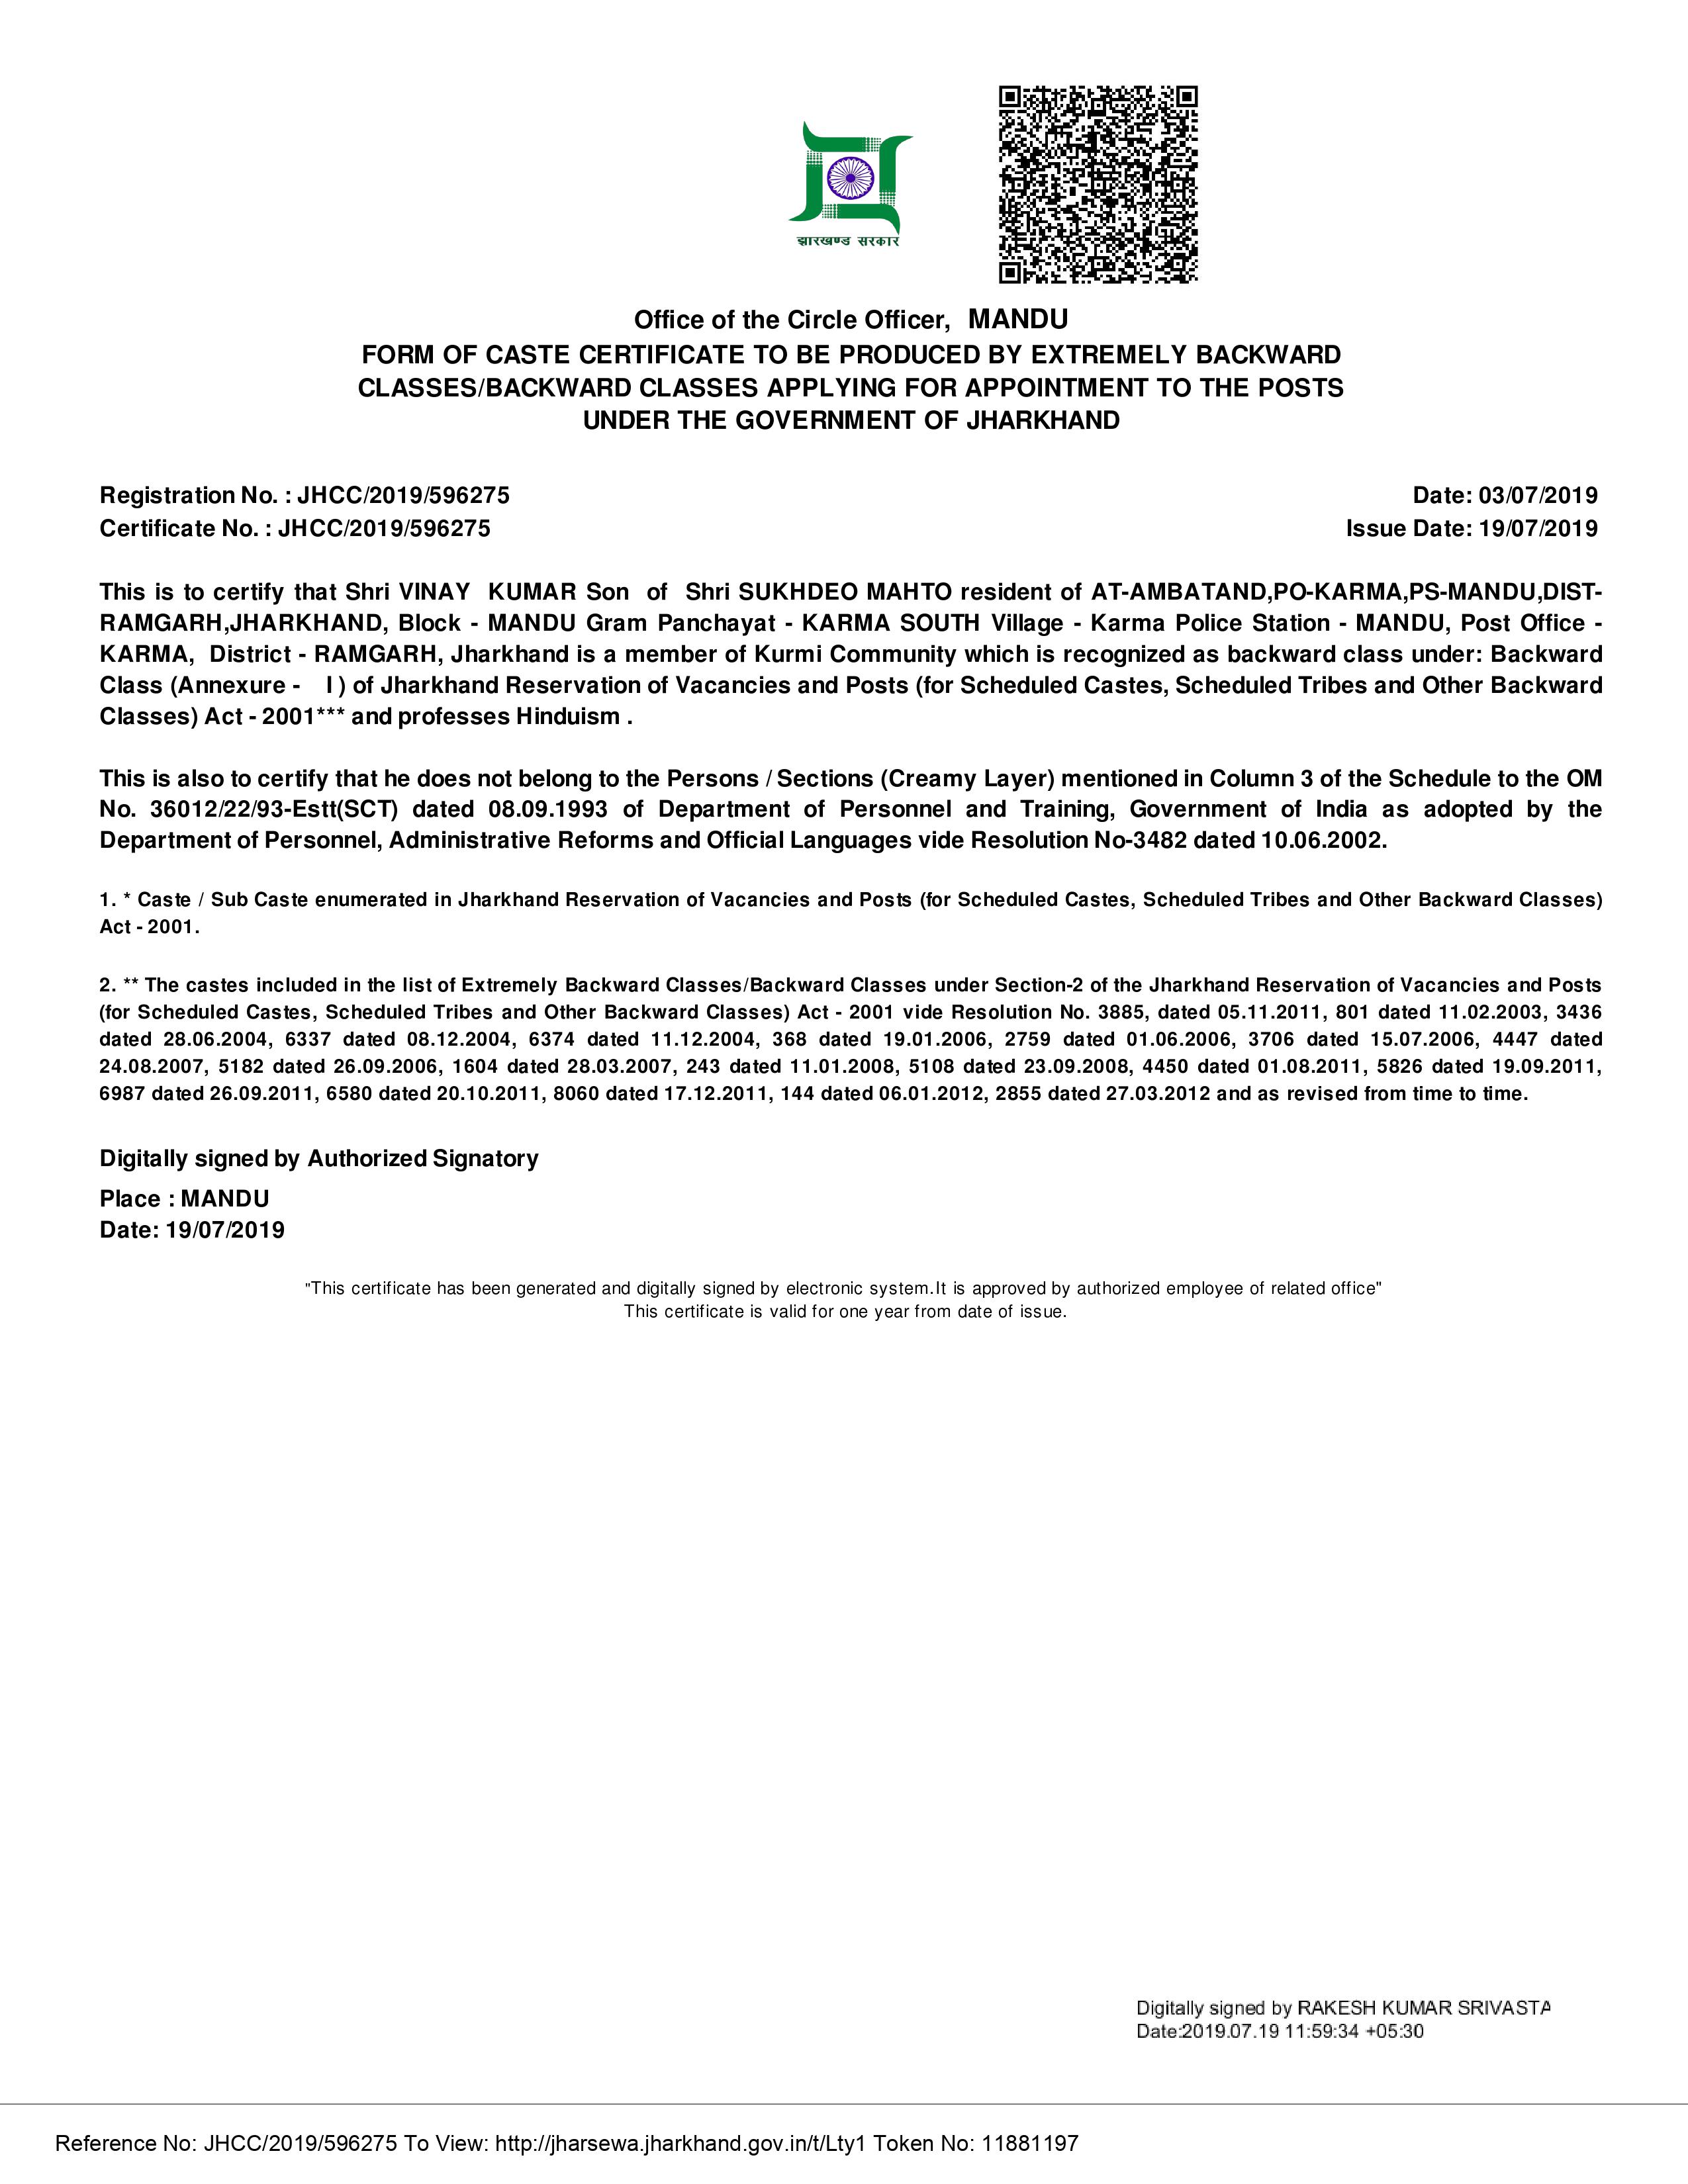 झारखण्ड सरकार
Office of the Circle Officer, MANDU
FORM OF CASTE CERTIFICATE TO BE PRODUCED BY EXTREMELY BACKWARD
CLASSES/BACKWARD CLASSES APPLYING FOR APPOINTMENT TO THE POSTS
UNDER THE GOVERNMENT OF JHARKHAND
Registration No. : JHCC/2019/596275 Date: 03/07/2019
Certificate No. : JHCC/2019/596275 Issue Date: 19/07/2019
This is to certify that Shri VINAY KUMAR Son of Shri SUKHDEO MAHTO resident of AT-AMBATAND,PO-KARMA,PS-MANDU,DIST-
RAMGARH,JHARKHAND, Block - MANDU Gram Panchayat - KARMA SOUTH Village - Karma Police Station - MANDU, Post Office -
KARMA, District - RAMGARH, Jharkhand is a member of Kurmi Community which is recognized as backward class under: Backward
Class (Annexure - I ) of Jharkhand Reservation of Vacancies and Posts (for Scheduled Castes, Scheduled Tribes and Other Backward
Classes) Act - 2001*** and professes Hinduism .
This is also to certify that he does not belong to the Persons / Sections (Creamy Layer) mentioned in Column 3 of the Schedule to the OM
No. 36012/22/93-Estt(SCT) dated 08.09.1993 of Department of Personnel and Training, Government of India as adopted by the
Department of Personnel, Administrative Reforms and Official Languages vide Resolution No-3482 dated 10.06.2002.
1. * Caste / Sub Caste enumerated in Jharkhand Reservation of Vacancies and Posts (for Scheduled Castes, Scheduled Tribes and Other Backward Classes)
Act - 2001.
2. ** The castes included in the list of Extremely Backward Classes/Backward Classes under Section-2 of the Jharkhand Reservation of Vacancies and Posts
(for Scheduled Castes, Scheduled Tribes and Other Backward Classes) Act - 2001 vide Resolution No. 3885, dated 05.11.2011, 801 dated 11.02.2003, 3436
dated 28.06.2004, 6337 dated 08.12.2004, 6374 dated 11.12.2004, 368 dated 19.01.2006, 2759 dated 01.06.2006, 3706 dated 15.07.2006, 4447 dated
24.08.2007, 5182 dated 26.09.2006, 1604 dated 28.03.2007, 243 dated 11.01.2008, 5108 dated 23.09.2008, 4450 dated 01.08.2011, 5826 dated 19.09.2011,
6987 dated 26.09.2011, 6580 dated 20.10.2011, 8060 dated 17.12.2011, 144 dated 06.01.2012, 2855 dated 27.03.2012 and as revised from time to time.
Digitally signed by Authorized Signatory
Place : MANDU
Date: 19/07/2019
"This certificate has been generated and digitally signed by electronic system.It is approved by authorized employee of related office"
This certificate is valid for one year from date of issue.
Digitally signed by RAKESH KUMAR SRIVASTA
Date:2019.07.19 11:59:34 +05:30
Reference No: JHCC/2019/596275 To View: http://jharsewa.jharkhand.gov.in/t/Lty1 Token No: 11881197